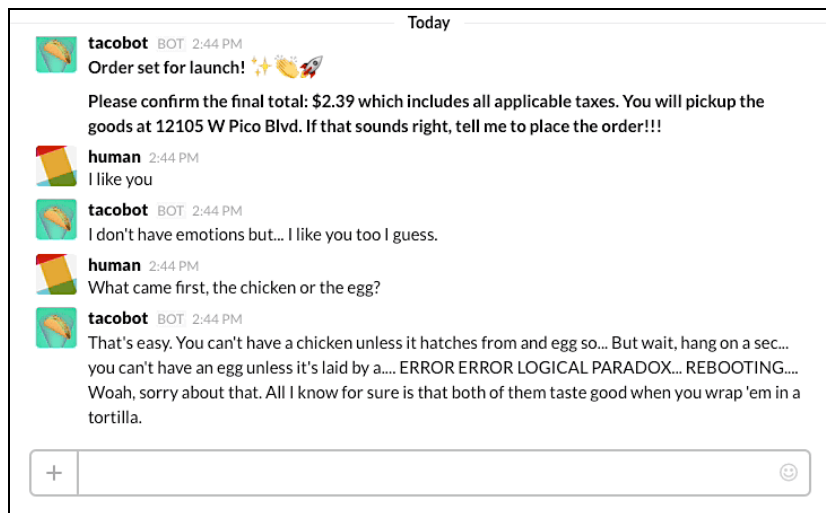 Today
tacobot BOT 2:44 PM
Order set for launch! ✨👏🚀
Please confirm the final total: $2.39 which includes all applicable taxes. You will pickup the
goods at 12105 W Pico Blvd. If that sounds right, tell me to place the order!!!
human 2:44 PM
I like you
tacobot BOT 2:44 PM
I don't have emotions but... I like you too I guess.
human 2:44 PM
What came first, the chicken or the egg?
tacobot BOT 2:44 PM
That's easy. You can't have a chicken unless it hatches from and egg so... But wait, hang on a sec...
you can't have an egg unless it's laid by a.... ERROR ERROR LOGICAL PARADOX... REBOOTING....
Woah, sorry about that. All I know for sure is that both of them taste good when you wrap 'em in a
tortilla.